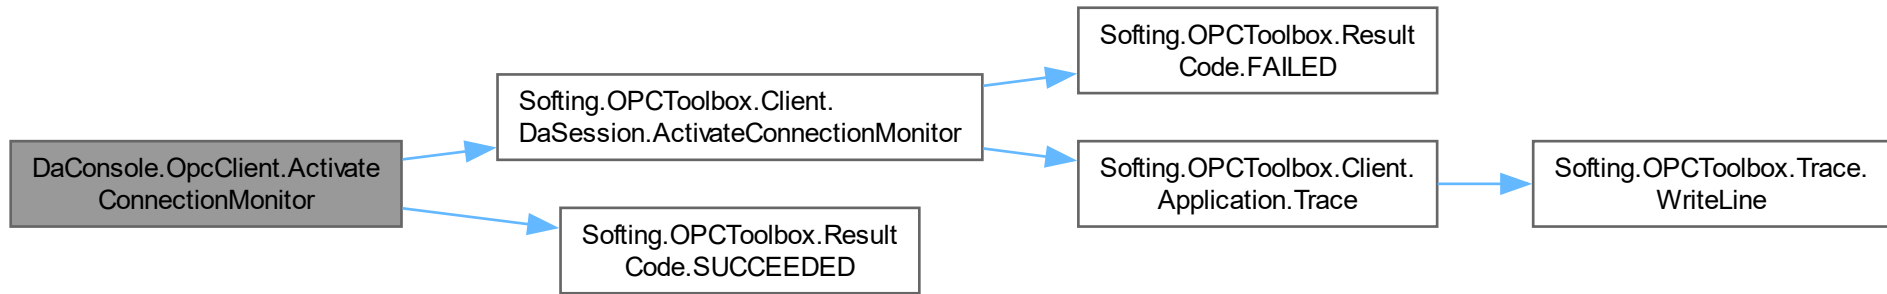 DaConsole.OpcClient.Activate
ConnectionMonitor
Softing.OPCToolbox.Client.
DaSession.ActivateConnectionMonitor
Softing.OPCToolbox.Result
Code.FAILED
Softing.OPCToolbox.Client.
Application.Trace
Softing.OPCToolbox.Trace.
WriteLine
Softing.OPCToolbox.Result
Code.SUCCEEDED